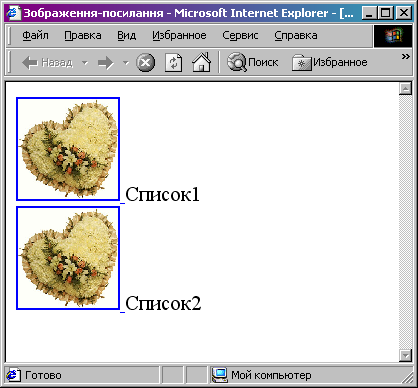 Зображення-посилання - Microsoft Internet Explorer - [...
Файл Правка Вид Избранное Сервис Справка
Назад Поиск Избранное »
Список1
Список2
Готово Мой компьютер